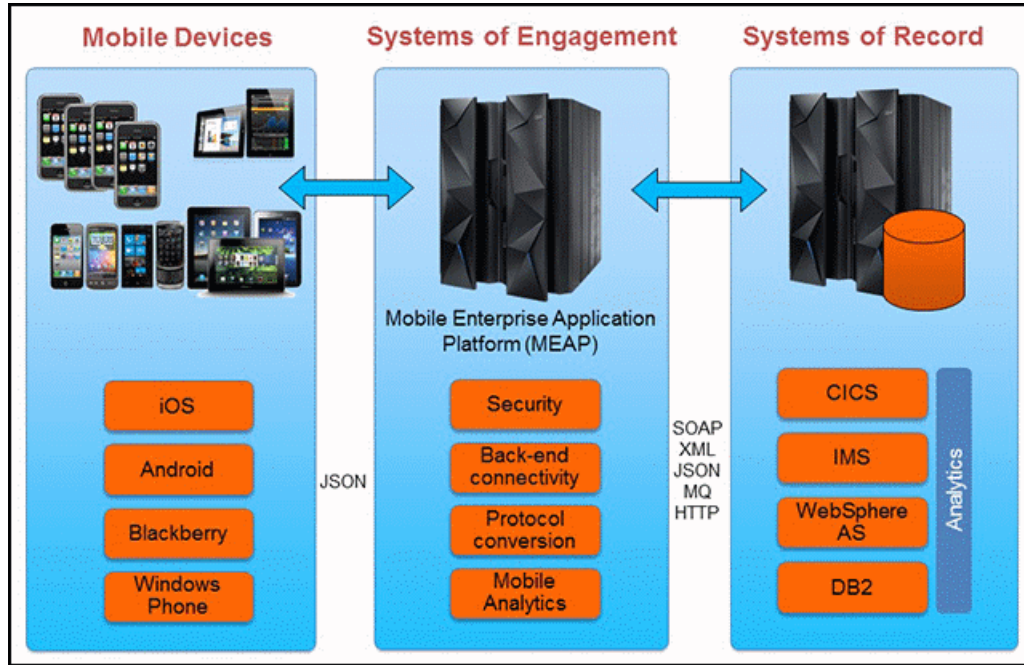 Mobile Devices
Systems of Engagement
Systems of Record
Mobile Enterprise Application
Platform (MEAP)
iOS
Android
Blackberry
Windows
Phone
JSON
Security
Back-end
connectivity
Protocol
conversion
Mobile
Analytics
SOAP
XML
JSON
MQ
HTTP
CICS
IMS
WebSphere
AS
DB2
Analytics